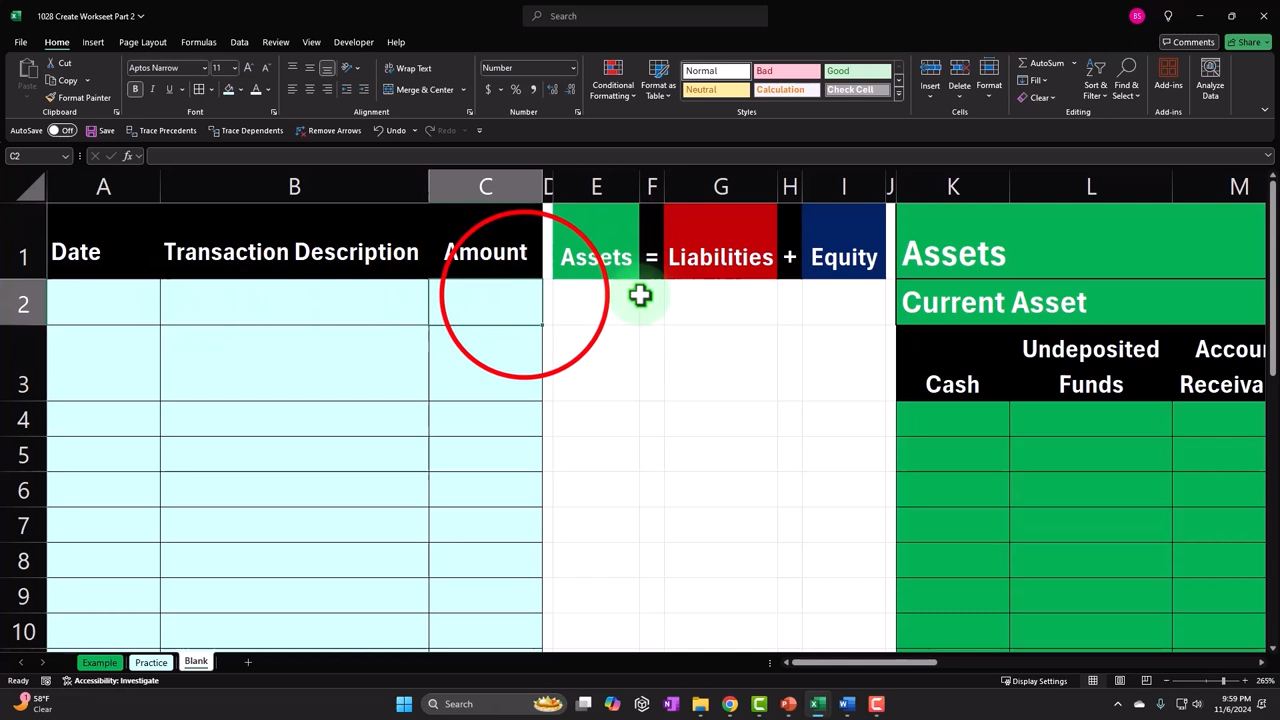 1028 Create Workseet Part 2
Search
BS
File Home Insert Page Layout Formulas Data Review View Developer Help
Comments
Share
Cut
Copy
Format Painter
Clipboard
Aptos Narrow
11
B
Font
Wrap Text
Merge & Center
Alignment
Number
$ % ,
Number
Conditional
Formatting
Format as
Table
Normal
Bad
Good
Neutral
Calculation
Check Cell
Styles
Insert
Delete
Format
Cells
AutoSum
Fill
Clear
Sort &
Filter
Find &
Select
Editing
Add-ins
Add-ins
Analyze
Data
AutoSave Off
Save
Trace Precedents
Trace Dependents
Remove Arrows
Undo
Redo
C2
fx
A B C D E F G H I J K L M
1 Date Transaction Description Amount Assets = Liabilities + Equity Assets
2 Current Asset
3 Cash Undeposited Funds Accou
Receiva
4
5
6
7
8
9
10
Example Practice Blank
Ready
Accessibility: Investigate
Display Settings
265%
1
58°F
Clear
Search
9:59 PM
11/6/2024